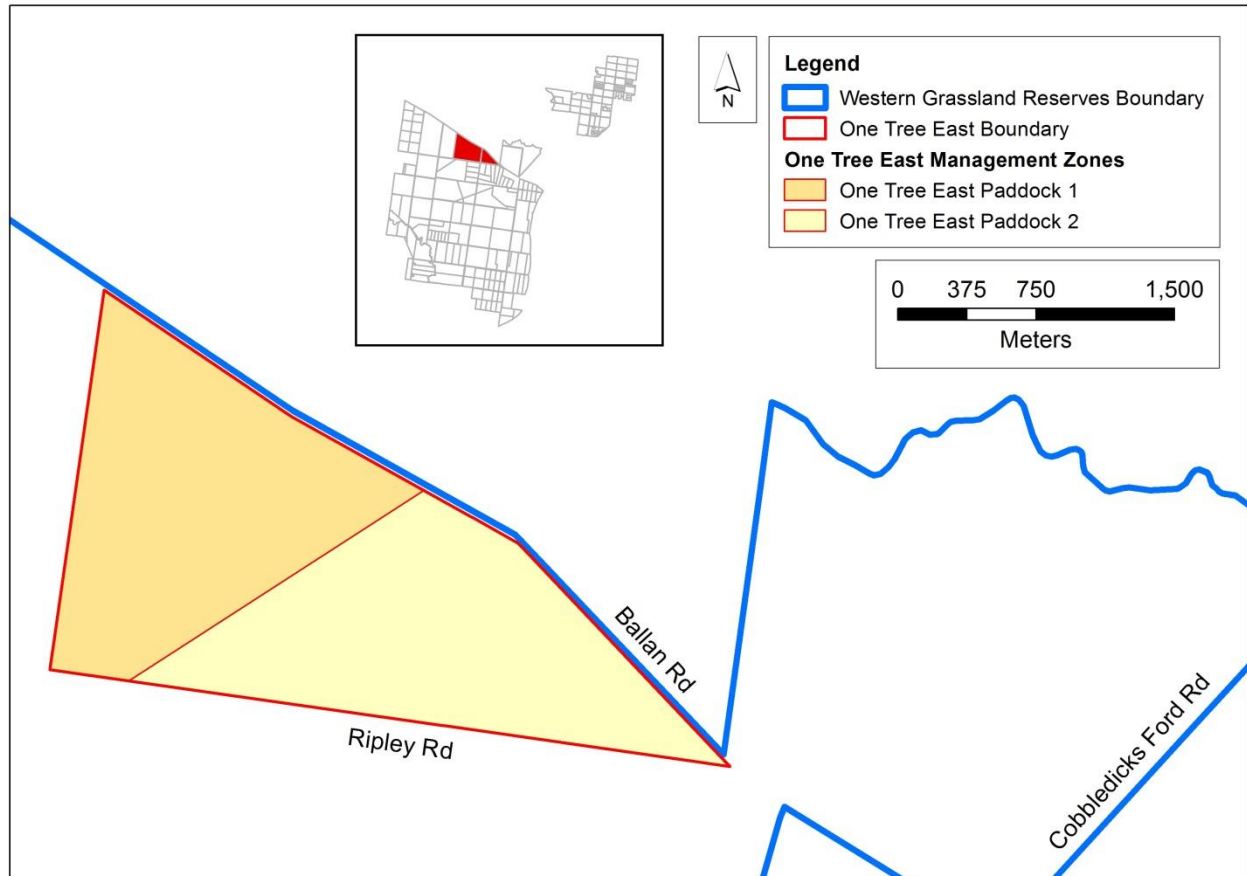 N
Legend
Western Grassland Reserves Boundary
One Tree East Boundary
One Tree East Management Zones
One Tree East Paddock 1
One Tree East Paddock 2
0 375 750 1,500
Meters
Ballan Rd
Ripley Rd
Cobbledicks Ford Rd